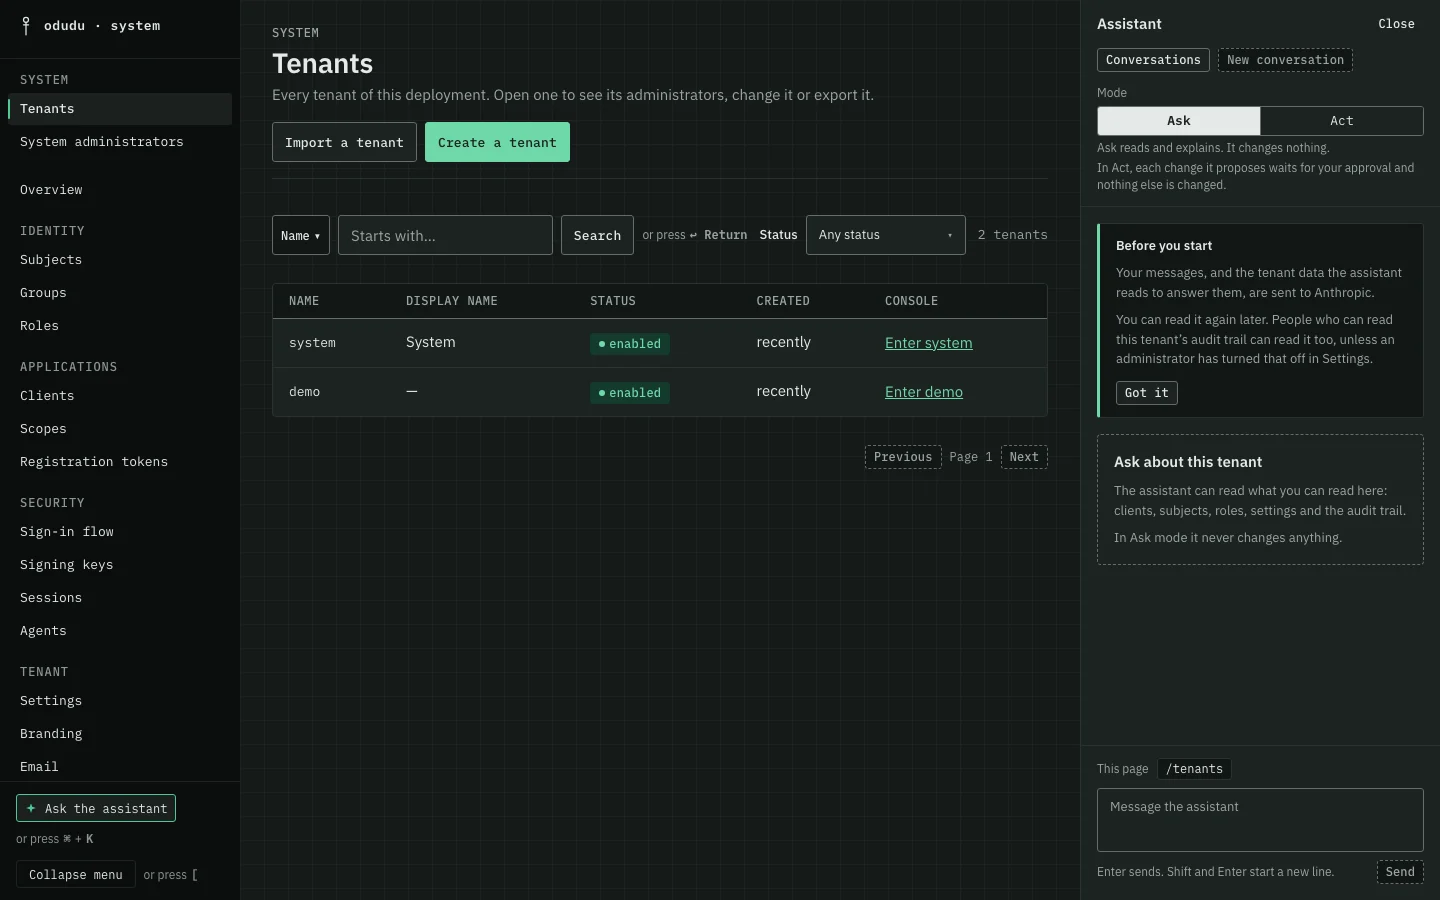 odudu · system
SYSTEM
Tenants
System administrators
Overview
IDENTITY
Subjects
Groups
Roles
APPLICATIONS
Clients
Scopes
Registration tokens
SECURITY
Sign-in flow
Signing keys
Sessions
Agents
TENANT
Settings
Branding
Email
Ask the assistant
or press ⌘ + K
Collapse menu or press [
SYSTEM
Tenants
Every tenant of this deployment. Open one to see its administrators, change it or export it.
Import a tenant Create a tenant
Name ▾ Starts with... Search or press ↩ Return Status Any status ▾ 2 tenants
NAME DISPLAY NAME STATUS CREATED CONSOLE
system System enabled recently Enter system
demo — enabled recently Enter demo
Previous Page 1 Next
Assistant Close
Conversations New conversation
Mode
Ask Act
Ask reads and explains. It changes nothing.
In Act, each change it proposes waits for your approval and
nothing else is changed.
Before you start
Your messages, and the tenant data the assistant
reads to answer them, are sent to Anthropic.
You can read it again later. People who can read
this tenant’s audit trail can read it too, unless an
administrator has turned that off in Settings.
Got it
Ask about this tenant
The assistant can read what you can read here:
clients, subjects, roles, settings and the audit trail.
In Ask mode it never changes anything.
This page /tenants
Message the assistant
Enter sends. Shift and Enter start a new line. Send